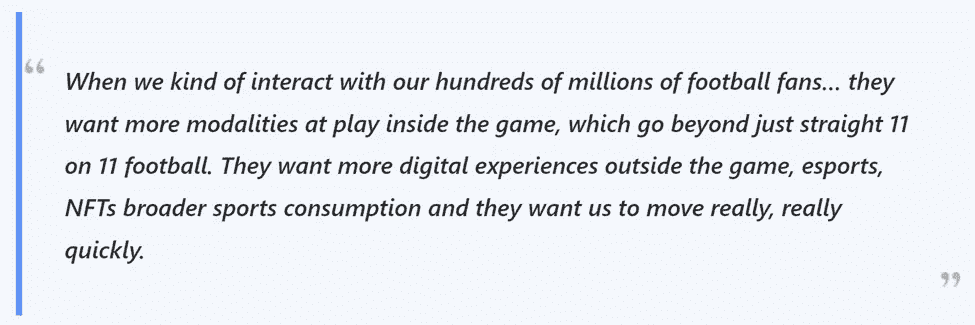 “
When we kind of interact with our hundreds of millions of football fans... they
want more modalities at play inside the game, which go beyond just straight 11
on 11 football. They want more digital experiences outside the game, esports,
NFTs broader sports consumption and they want us to move really, really
quickly.
”